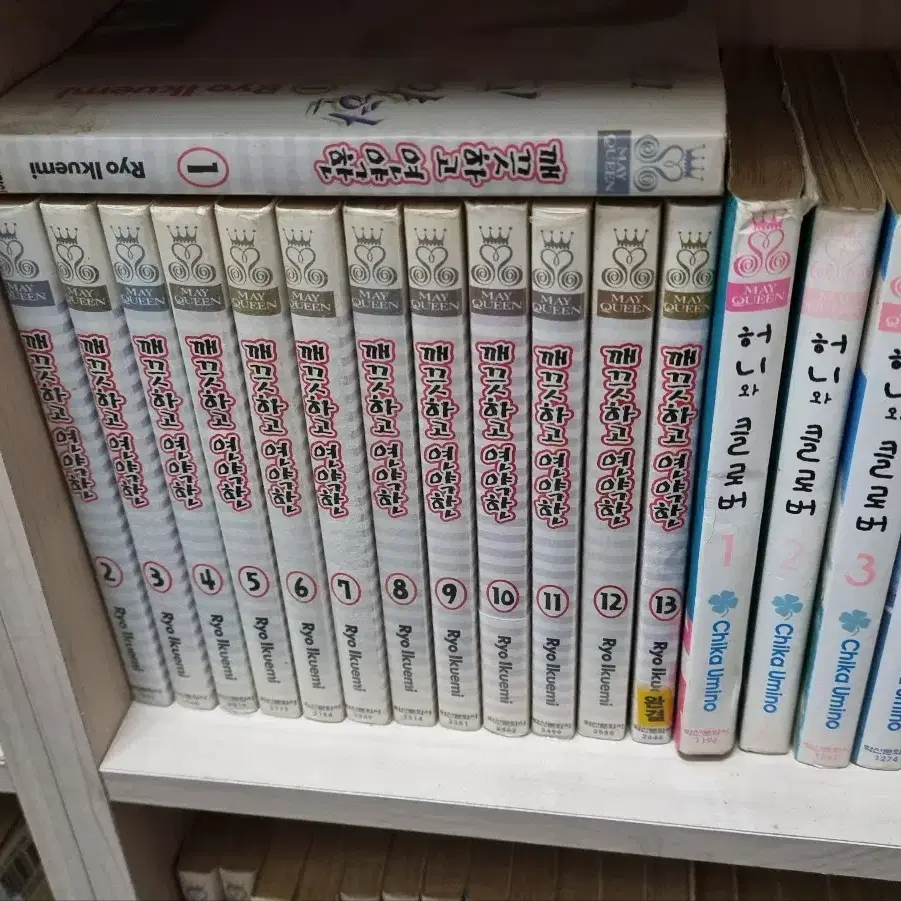 Ryo Ikuemi
Ryo Ikuemi 1 깨끗하고 연약한 MAY QUEEN
MAY QUEEN 깨끗하고 연약한 2 Ryo Ikuemi
MAY QUEEN 깨끗하고 연약한 3 Ryo Ikuemi
MAY QUEEN 깨끗하고 연약한 4 Ryo Ikuemi
MAY QUEEN 깨끗하고 연약한 5 Ryo Ikuemi
MAY QUEEN 깨끗하고 연약한 6 Ryo Ikuemi
MAY QUEEN 깨끗하고 연약한 7 Ryo Ikuemi
MAY QUEEN 깨끗하고 연약한 8 Ryo Ikuemi
MAY QUEEN 깨끗하고 연약한 9 Ryo Ikuemi
MAY QUEEN 깨끗하고 연약한 10 Ryo Ikuemi
MAY QUEEN 깨끗하고 연약한 11 Ryo Ikuemi
MAY QUEEN 깨끗하고 연약한 12 Ryo Ikuemi
MAY QUEEN 깨끗하고 연약한 13 Ryo Ikue 완결
MAY QUEEN 허니와 클로버 1 Chika Umino
MAY QUEEN 허니와 클로버 2 Chika Umino
허니와 클로버 3 Chika Umino